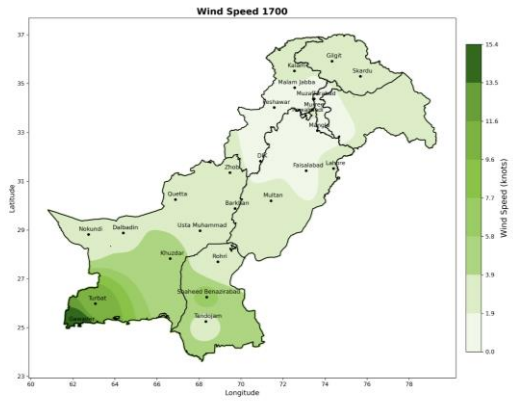 Wind Speed 1700
37
35
33
31
29
27
25
23
Latitude
60
62
64
66
68
70
72
74
76
78
Longitude
Gilgit
Kalam
Skardu
Malam Jabba
Muzaffarabad
Peshawar
Murree
Mangla
DIK
Lahore
Zhob
Faisalabad
Quetta
Multan
Barkhan
Nokundi
Dalbadin
Usta Muhammad
Khuzdar
Rohri
Shaheed Benazirabad
Turbat
Tandojam
15.4
13.5
11.6
9.6
7.7
5.8
3.9
1.9
0.0
Wind Speed (knots)